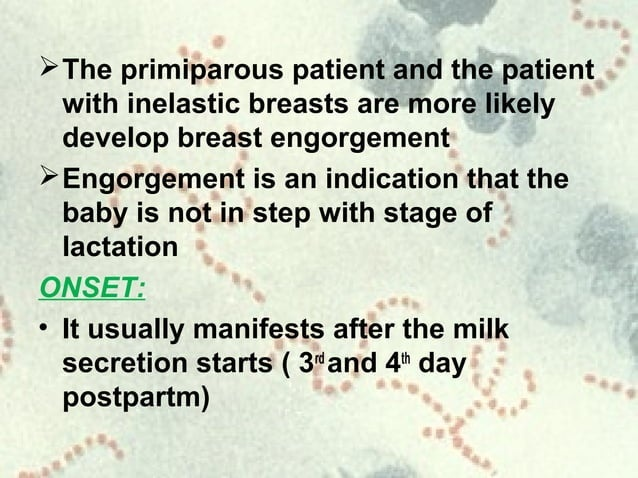 ➢The primiparous patient and the patient
with inelastic breasts are more likely
develop breast engorgement
➢Engorgement is an indication that the
baby is not in step with stage of
lactation
ONSET:
• It usually manifests after the milk
secretion starts ( 3rd and 4th day
postpartm)